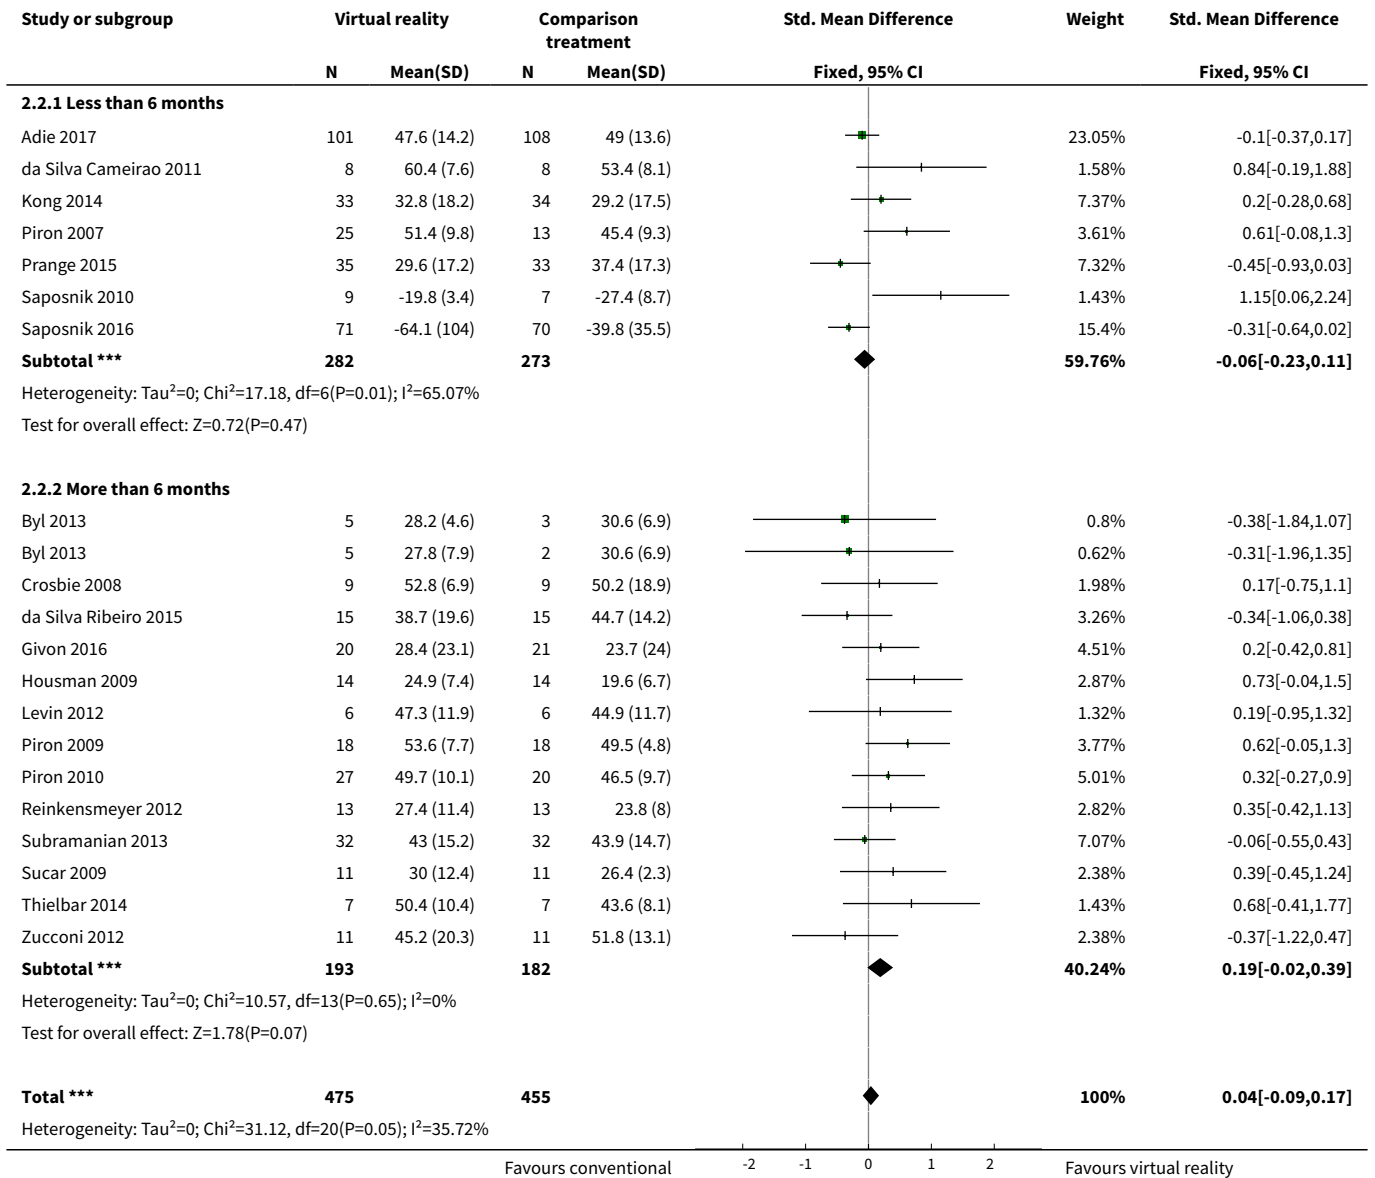 Study or subgroup Virtual reality Comparison treatment Std. Mean Difference Weight Std. Mean Difference
N Mean(SD) N Mean(SD) Fixed, 95% CI Fixed, 95% CI
2.2.1 Less than 6 months
Adie 2017 101 47.6 (14.2) 108 49 (13.6) 23.05% -0.1[-0.37,0.17]
da Silva Cameirao 2011 8 60.4 (7.6) 8 53.4 (8.1) 1.58% 0.84[-0.19,1.88]
Kong 2014 33 32.8 (18.2) 34 29.2 (17.5) 7.37% 0.2[-0.28,0.68]
Piron 2007 25 51.4 (9.8) 13 45.4 (9.3) 3.61% 0.61[-0.08,1.3]
Prange 2015 35 29.6 (17.2) 33 37.4 (17.3) 7.32% -0.45[-0.93,0.03]
Saposnik 2010 9 -19.8 (3.4) 7 -27.4 (8.7) 1.43% 1.15[0.06,2.24]
Saposnik 2016 71 -64.1 (104) 70 -39.8 (35.5) 15.4% -0.31[-0.64,0.02]
Subtotal *** 282 273 59.76% -0.06[-0.23,0.11]
Heterogeneity: Tau²=0; Chi²=17.18, df=6(P=0.01); I²=65.07%
Test for overall effect: Z=0.72(P=0.47)
2.2.2 More than 6 months
Byl 2013 5 28.2 (4.6) 3 30.6 (6.9) 0.8% -0.38[-1.84,1.07]
Byl 2013 5 27.8 (7.9) 2 30.6 (6.9) 0.62% -0.31[-1.96,1.35]
Crosbie 2008 9 52.8 (6.9) 9 50.2 (18.9) 1.98% 0.17[-0.75,1.1]
da Silva Ribeiro 2015 15 38.7 (19.6) 15 44.7 (14.2) 3.26% -0.34[-1.06,0.38]
Givon 2016 20 28.4 (23.1) 21 23.7 (24) 4.51% 0.2[-0.42,0.81]
Housman 2009 14 24.9 (7.4) 14 19.6 (6.7) 2.87% 0.73[-0.04,1.5]
Levin 2012 6 47.3 (11.9) 6 44.9 (11.7) 1.32% 0.19[-0.95,1.32]
Piron 2009 18 53.6 (7.7) 18 49.5 (4.8) 3.77% 0.62[-0.05,1.3]
Piron 2010 27 49.7 (10.1) 20 46.5 (9.7) 5.01% 0.32[-0.27,0.9]
Reinkensmeyer 2012 13 27.4 (11.4) 13 23.8 (8) 2.82% 0.35[-0.42,1.13]
Subramanian 2013 32 43 (15.2) 32 43.9 (14.7) 7.07% -0.06[-0.55,0.43]
Sucar 2009 11 30 (12.4) 11 26.4 (2.3) 2.38% 0.39[-0.45,1.24]
Thielbar 2014 7 50.4 (10.4) 7 43.6 (8.1) 1.43% 0.68[-0.41,1.77]
Zucconi 2012 11 45.2 (20.3) 11 51.8 (13.1) 2.38% -0.37[-1.22,0.47]
Subtotal *** 193 182 40.24% 0.19[-0.02,0.39]
Heterogeneity: Tau²=0; Chi²=10.57, df=13(P=0.65); I²=0%
Test for overall effect: Z=1.78(P=0.07)
Total *** 475 455 100% 0.04[-0.09,0.17]
Heterogeneity: Tau²=0; Chi²=31.12, df=20(P=0.05); I²=35.72%
Favours conventional -2 -1 0 1 2 Favours virtual reality